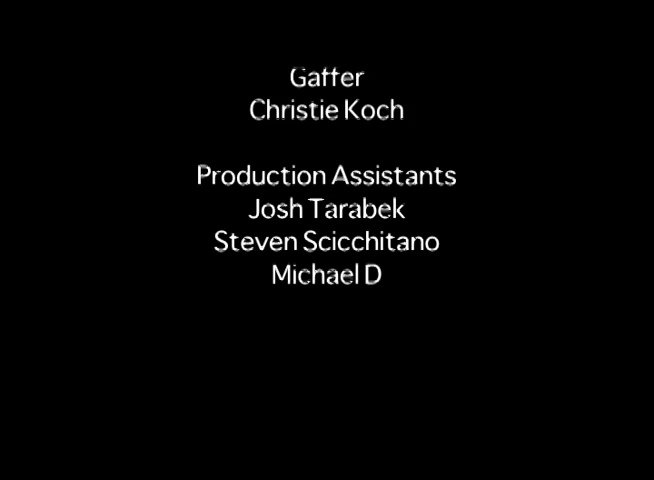 Gaffer
Christie Koch
Production Assistants
Josh Tarabek
Steven Scicchitano
Michael D